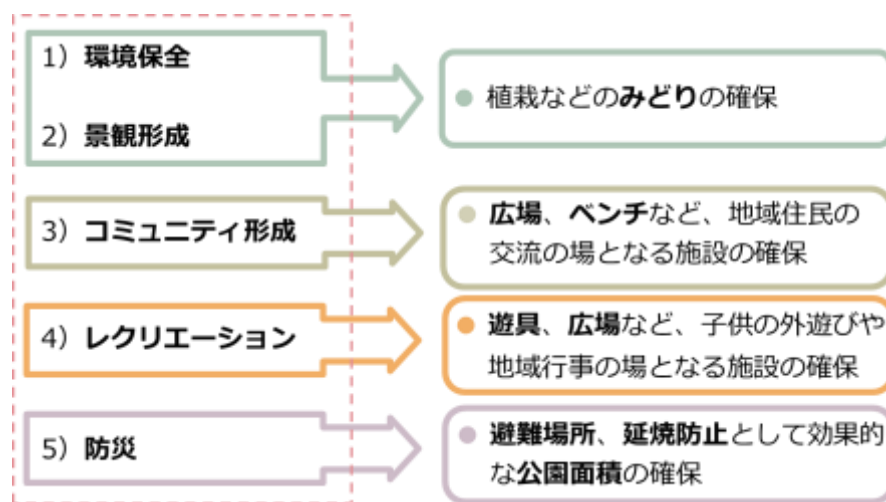 1）環境保全
2）景観形成
植栽などのみどりの確保
3）コミュニティ形成
広場、ベンチなど、地域住民の
交流の場となる施設の確保
4）レクリエーション
遊具、広場など、子供の外遊びや
地域行事の場となる施設の確保
5）防災
避難場所、延焼防止として効果的
な公園面積の確保